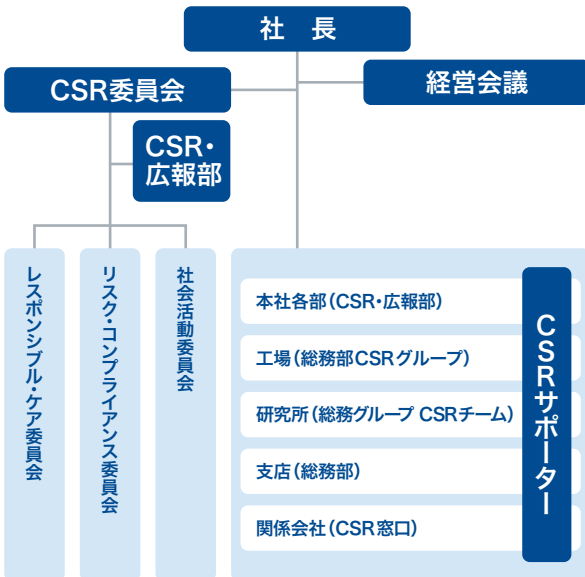 社　長
CSR委員会
経営会議
CSR・
広報部
レスポンシブル・ケア委員会
リスク・コンプライアンス委員会
社会活動委員会
本社各部(CSR・広報部)
工場(総務部CSRグループ)
研究所(総務グループ CSRチーム)
支店(総務部)
関係会社(CSR窓口)
CSRサポーター